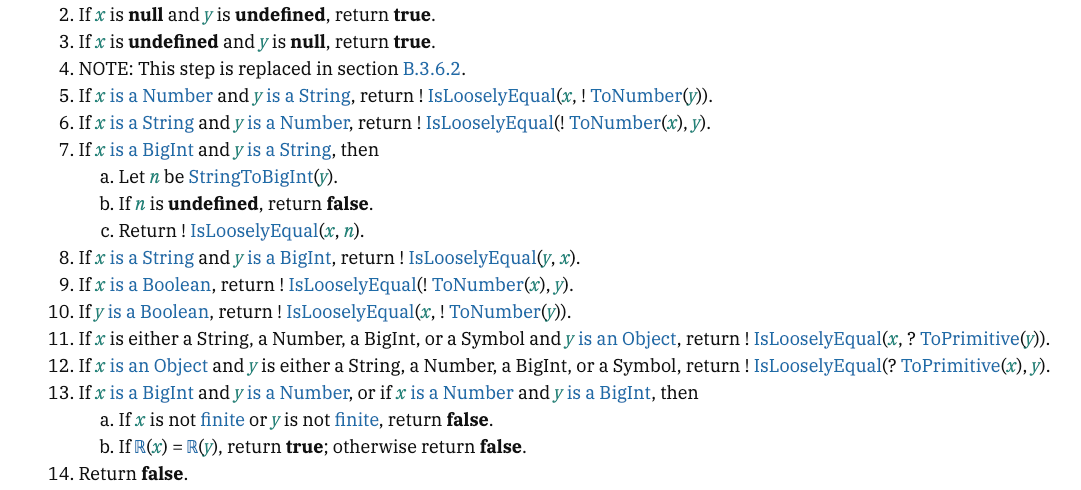 2. If x is null and y is undefined, return true.
3. If x is undefined and y is null, return true.
4. NOTE: This step is replaced in section B.3.6.2.
5. If x is a Number and y is a String, return ! IsLooselyEqual(x, ! ToNumber(y)).
6. If x is a String and y is a Number, return ! IsLooselyEqual(! ToNumber(x), y).
7. If x is a BigInt and y is a String, then
a. Let n be StringToBigInt(y).
b. If n is undefined, return false.
c. Return ! IsLooselyEqual(x, n).
8. If x is a String and y is a BigInt, return ! IsLooselyEqual(y, x).
9. If x is a Boolean, return ! IsLooselyEqual(! ToNumber(x), y).
10. If y is a Boolean, return ! IsLooselyEqual(x, ! ToNumber(y)).
11. If x is either a String, a Number, a BigInt, or a Symbol and y is an Object, return ! IsLooselyEqual(x, ? ToPrimitive(y)).
12. If x is an Object and y is either a String, a Number, a BigInt, or a Symbol, return ! IsLooselyEqual(? ToPrimitive(x), y).
13. If x is a BigInt and y is a Number, or if x is a Number and y is a BigInt, then
a. If x is not finite or y is not finite, return false.
b. If ℝ(x) = ℝ(y), return true; otherwise return false.
14. Return false.